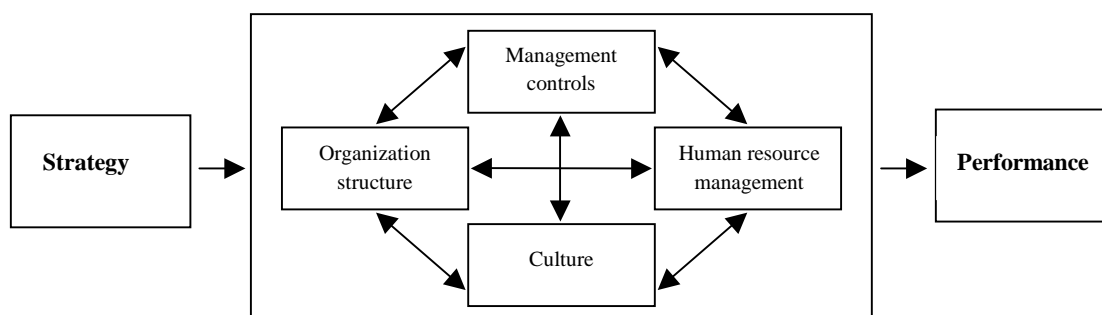 Management
controls
Strategy
Organization
structure
Human resource
management
Performance
Culture